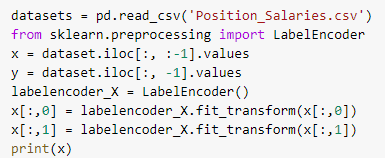 datasets = pd.read_csv('Position_Salaries.csv')
from sklearn.preprocessing import LabelEncoder
x = dataset.iloc[:, :-1].values
y = dataset.iloc[:, -1].values
labelencoder_X = LabelEncoder()
x[:,0] = labelencoder_X.fit_transform(x[:,0])
x[:,1] = labelencoder_X.fit_transform(x[:,1])
print(x)